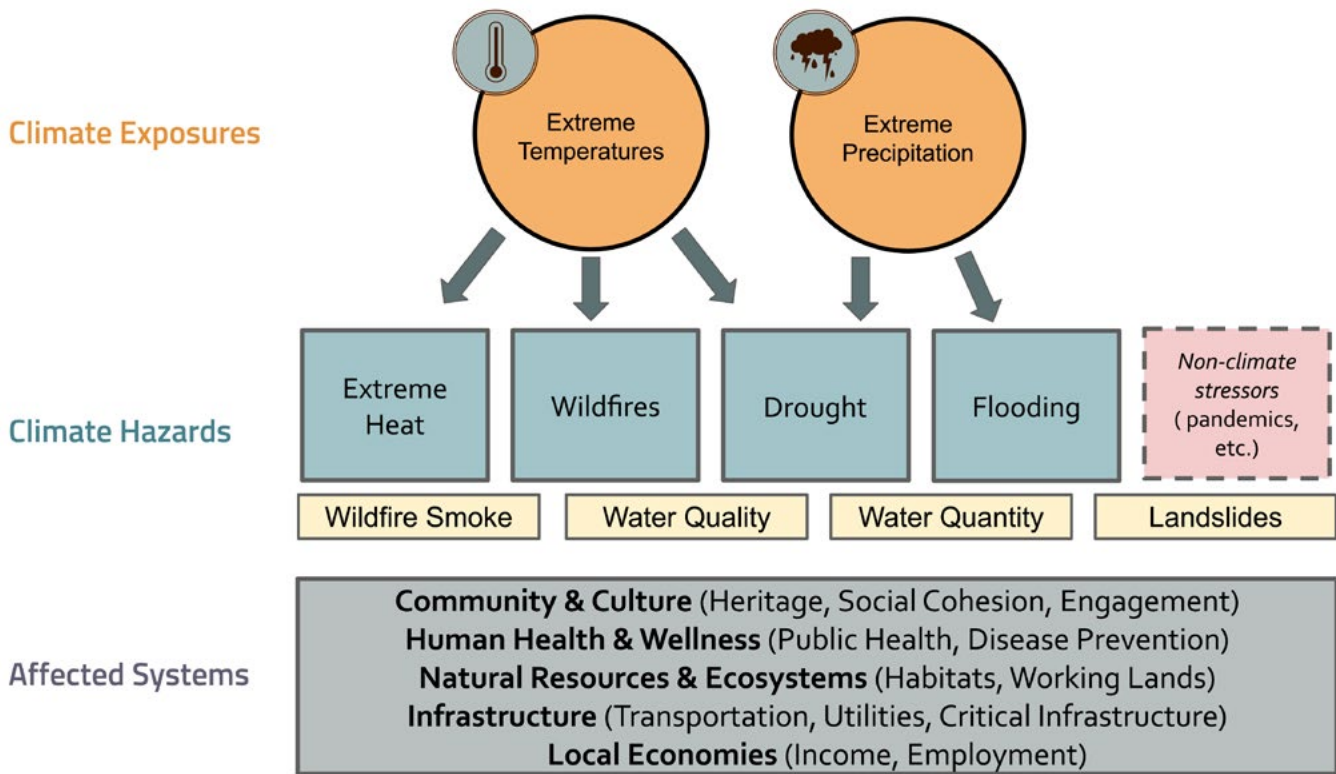 Climate Exposures
Extreme
Temperatures
Extreme
Precipitation
Climate Hazards
Extreme
Heat
Wildfires
Drought
Flooding
Non-climate
stressors
( pandemics,
etc.)
Wildfire Smoke
Water Quality
Water Quantity
Landslides
Affected Systems
Community & Culture (Heritage, Social Cohesion, Engagement)
Human Health & Wellness (Public Health, Disease Prevention)
Natural Resources & Ecosystems (Habitats, Working Lands)
Infrastructure (Transportation, Utilities, Critical Infrastructure)
Local Economies (Income, Employment)